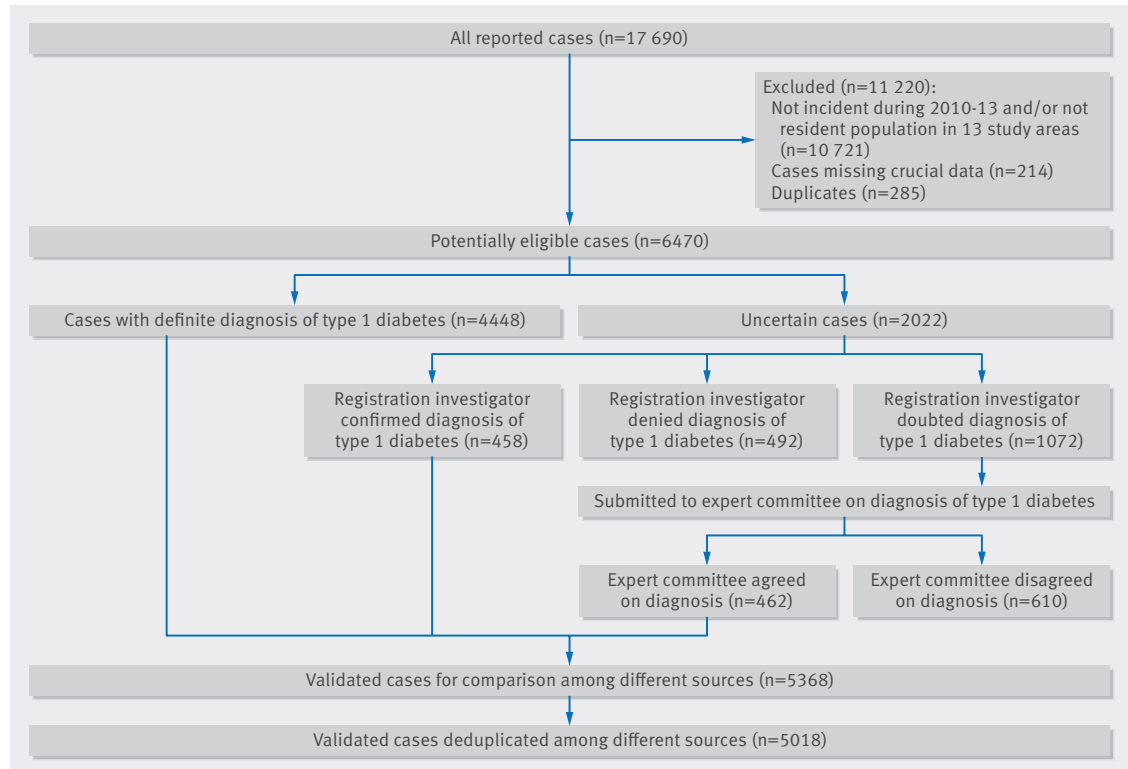 All reported cases (n=17 690)
Excluded (n=11 220):
Not incident during 2010-13 and/or not
resident population in 13 study areas
(n=10 721)
Cases missing crucial data (n=214)
Duplicates (n=285)
Potentially eligible cases (n=6470)
Cases with definite diagnosis of type 1 diabetes (n=4448)
Uncertain cases (n=2022)
Registration investigator
confirmed diagnosis of
type 1 diabetes (n=458)
Registration investigator
denied diagnosis of
type 1 diabetes (n=492)
Registration investigator
doubted diagnosis of
type 1 diabetes (n=1072)
Submitted to expert committee on diagnosis of type 1 diabetes
Expert committee agreed
on diagnosis (n=462)
Expert committee disagreed
on diagnosis (n=610)
Validated cases for comparison among different sources (n=5368)
Validated cases deduplicated among different sources (n=5018)